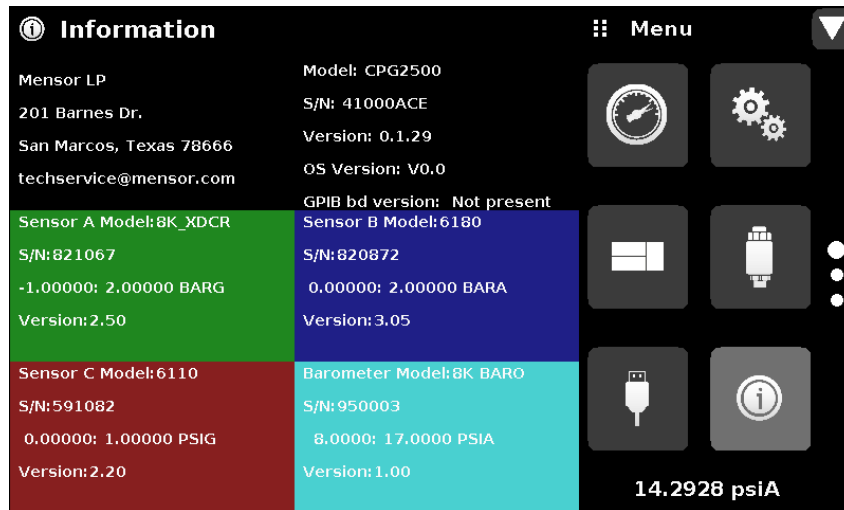 Information
Mensor LP
201 Barnes Dr.
San Marcos, Texas 78666
techservice@mensor.com
Model: CPG2500
S/N: 41000ACE
Version: 0.1.29
OS Version: V0.0
GPIB bd version: Not present
Sensor A Model:8K_XDCR
S/N:821067
-1.00000: 2.00000 BARG
Version:2.50
Sensor B Model:6180
S/N:820872
0.00000: 2.00000 BARA
Version:3.05
Sensor C Model:6110
S/N:591082
0.00000: 1.00000 PSIG
Version:2.20
Barometer Model:8K BARO
S/N:950003
8.0000: 17.0000 PSIA
Version:1.00
Menu
14.2928 psiA